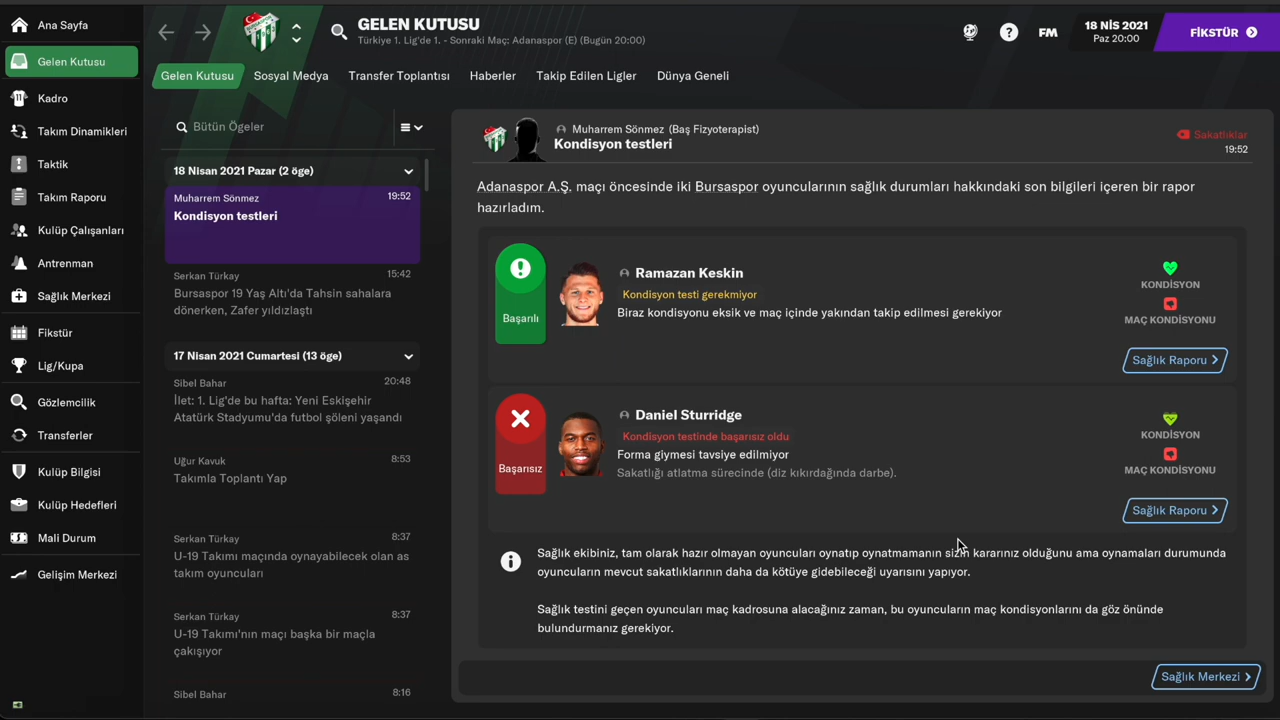 Ana Sayfa
Gelen Kutusu
Kadro
Takım Dinamikleri
Taktik
Takım Raporu
Kulüp Çalışanları
Antrenman
Sağlık Merkezi
Fikstür
Lig/Kupa
Gözlemcilik
Transferler
Kulüp Bilgisi
Kulüp Hedefleri
Mali Durum
Gelişim Merkezi
GELEN KUTUSU
Türkiye 1. Lig'de 1. - Sonraki Maç: Adanaspor (E) (Bugün 20:00)
FM
18 NİS 2021
Paz 20:00
FİKSTÜR
Gelen Kutusu
Sosyal Medya
Transfer Toplantısı
Haberler
Takip Edilen Ligler
Dünya Geneli
Bütün Ögeler
18 Nisan 2021 Pazar (2 öge)
Muharrem Sönmez 19:52
Kondisyon testleri
Serkan Türkay 15:42
Bursaspor 19 Yaş Altı'da Tahsin sahalara
dönerken, Zafer yıldızlaştı
17 Nisan 2021 Cumartesi (13 öge)
Sibel Bahar 20:48
İlet: 1. Lig'de bu hafta: Yeni Eskişehir
Atatürk Stadyumu'da futbol şöleni yaşandı
Uğur Kavuk 8:53
Takımla Toplantı Yap
Serkan Türkay 8:37
U-19 Takımı maçında oynayabilecek olan as
takım oyuncuları
Serkan Türkay 8:37
U-19 Takımı'nın maçı başka bir maçla
çakışıyor
Sibel Bahar 8:16
Muharrem Sönmez (Baş Fizyoterapist)
Kondisyon testleri
Sakatlıklar
19:52
Adanaspor A.Ş. maçı öncesinde iki Bursaspor oyuncularının sağlık durumları hakkındaki son bilgileri içeren bir rapor
hazırladım.
Başarılı
Ramazan Keskin
Kondisyon testi gerekmiyor
Biraz kondisyonu eksik ve maç içinde yakından takip edilmesi gerekiyor
KONDİSYON
MAÇ KONDİSYONU
Sağlık Raporu
Başarısız
Daniel Sturridge
Kondisyon testinde başarısız oldu
Forma giymesi tavsiye edilmiyor
Sakatlığı atlatma sürecinde (diz kıkırdağında darbe).
KONDİSYON
MAÇ KONDİSYONU
Sağlık Raporu
Sağlık ekibiniz, tam olarak hazır olmayan oyuncuları oynatıp oynatmamanın sizin kararınız olduğunu ama oynamaları durumunda
oyuncuların mevcut sakatlıklarının daha da kötüye gidebileceği uyarısını yapıyor.
Sağlık testini geçen oyuncuları maç kadrosuna alacağınız zaman, bu oyuncuların maç kondisyonlarını da göz önünde
bulundurmanız gerekiyor.
Sağlık Merkezi